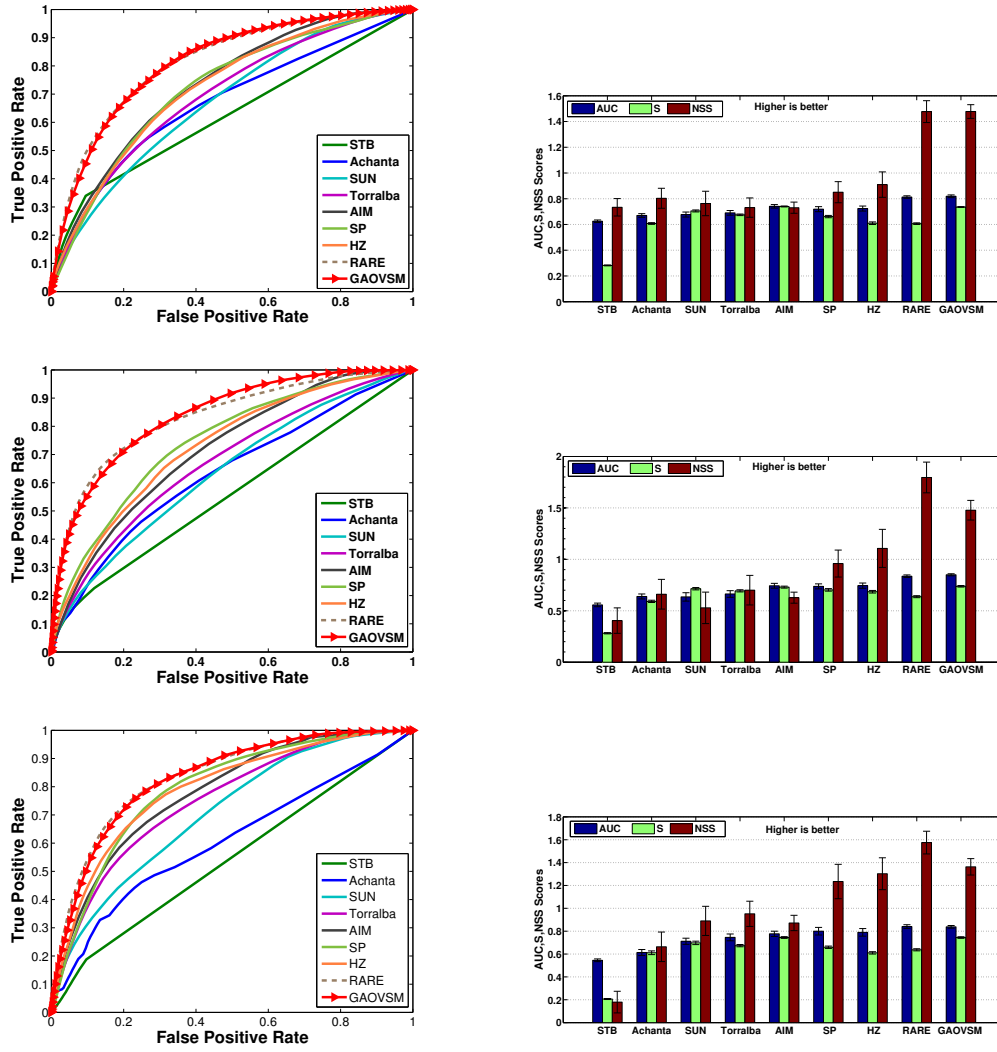 1
0.9
0.8
0.7
0.6
0.5
0.4
0.3
0.2
0.1
0
True Positive Rate
0 0.2 0.4 0.6 0.8 1
False Positive Rate
STB
Achanta
SUN
Torralba
AIM
SP
HZ
RARE
GAOVSM
1.6
1.4
1.2
1
0.8
0.6
0.4
0.2
0
AUC,S,NSS Scores
AUC S NSS
Higher is better
STB Achanta SUN Torralba AIM SP HZ RARE GAOVSM
1
0.9
0.8
0.7
0.6
0.5
0.4
0.3
0.2
0.1
0
True Positive Rate
0 0.2 0.4 0.6 0.8 1
False Positive Rate
STB
Achanta
SUN
Torralba
AIM
SP
HZ
RARE
GAOVSM
2
1.5
1
0.5
0
AUC,S,NSS Scores
AUC S NSS
Higher is better
STB Achanta SUN Torralba AIM SP HZ RARE GAOVSM
1
0.9
0.8
0.7
0.6
0.5
0.4
0.3
0.2
0.1
0
True Positive Rate
0 0.2 0.4 0.6 0.8 1
False Positive Rate
STB
Achanta
SUN
Torralba
AIM
SP
HZ
RARE
GAOVSM
1.8
1.6
1.4
1.2
1
0.8
0.6
0.4
0.2
0
AUC,S,NSS Scores
AUC S NSS
Higher is better
STB Achanta SUN Torralba AIM SP HZ RARE GAOVSM